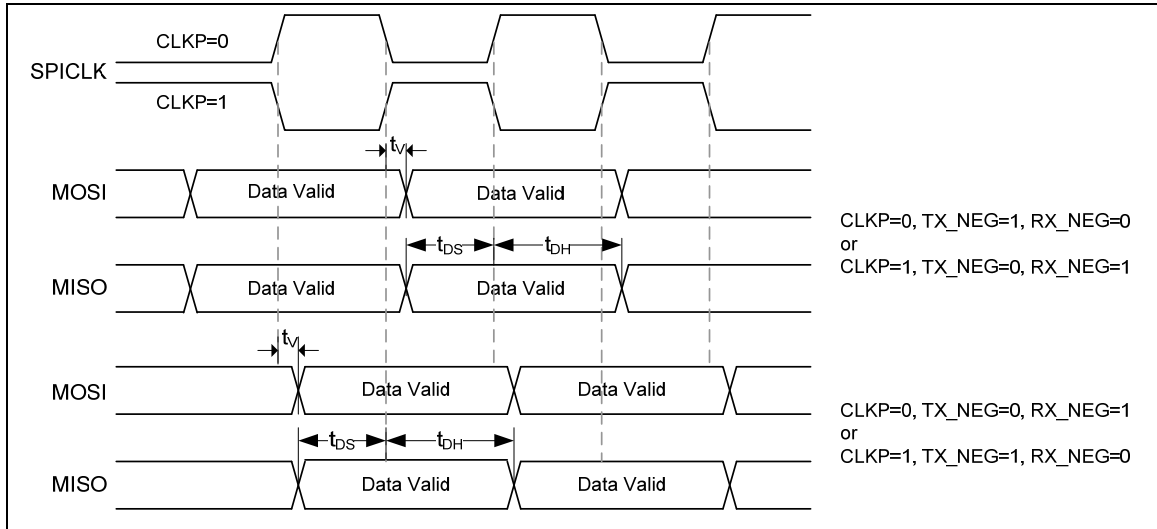 CLKP=0
SPICLK
CLKP=1
tV
MOSI
Data Valid
Data Valid
CLKP=0, TX_NEG=1, RX_NEG=0
or
CLKP=1, TX_NEG=0, RX_NEG=1
tDS
tDH
MISO
Data Valid
Data Valid
tV
MOSI
Data Valid
Data Valid
CLKP=0, TX_NEG=0, RX_NEG=1
or
CLKP=1, TX_NEG=1, RX_NEG=0
tDS
tDH
MISO
Data Valid
Data Valid